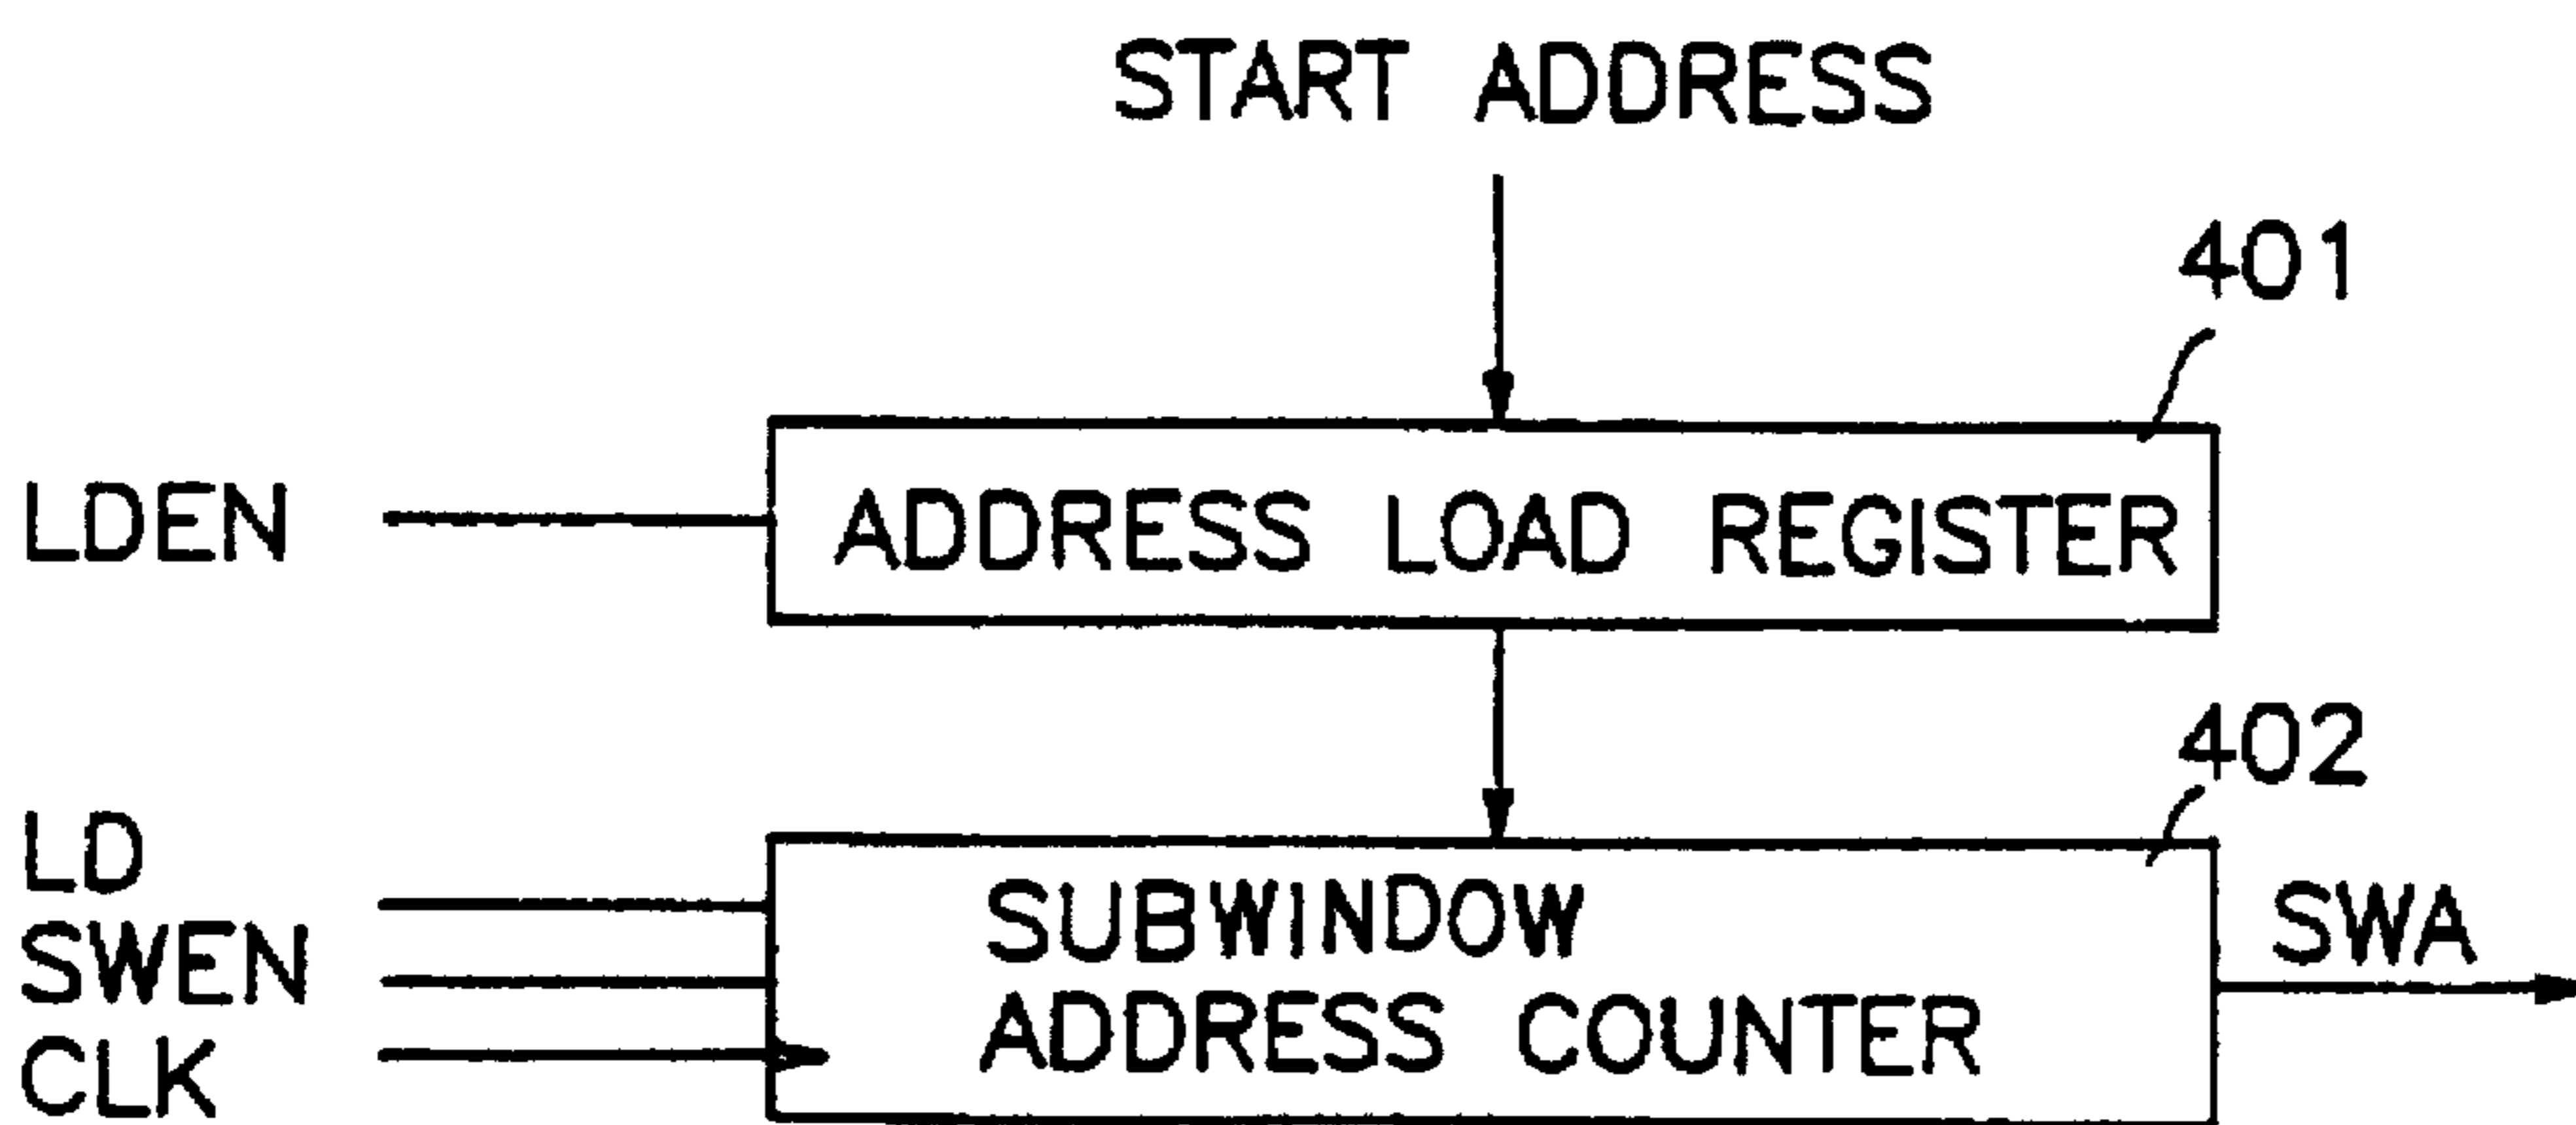 START ADDRESS
401
LDEN
ADDRESS LOAD REGISTER
402
LD
SWEN
CLK
SUBWINDOW
ADDRESS COUNTER
SWA